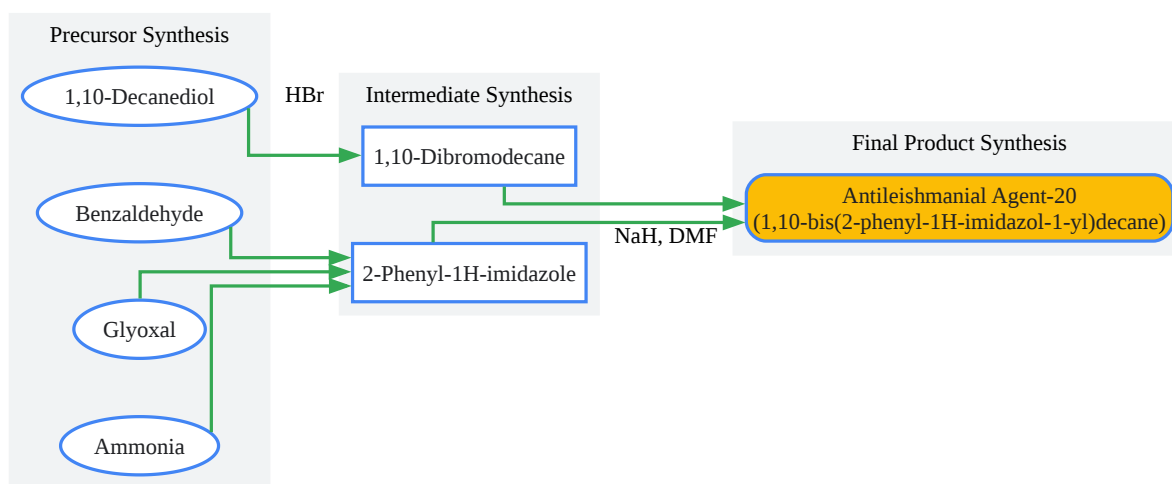 Precursor Synthesis
1,10-Decanediol
Benzaldehyde
Glyoxal
Ammonia
HBr
Intermediate Synthesis
1,10-Dibromodecane
2-Phenyl-1H-imidazole
NaH, DMF
Final Product Synthesis
Antileishmanial Agent-20
(1,10-bis(2-phenyl-1H-imidazol-1-yl)decane)